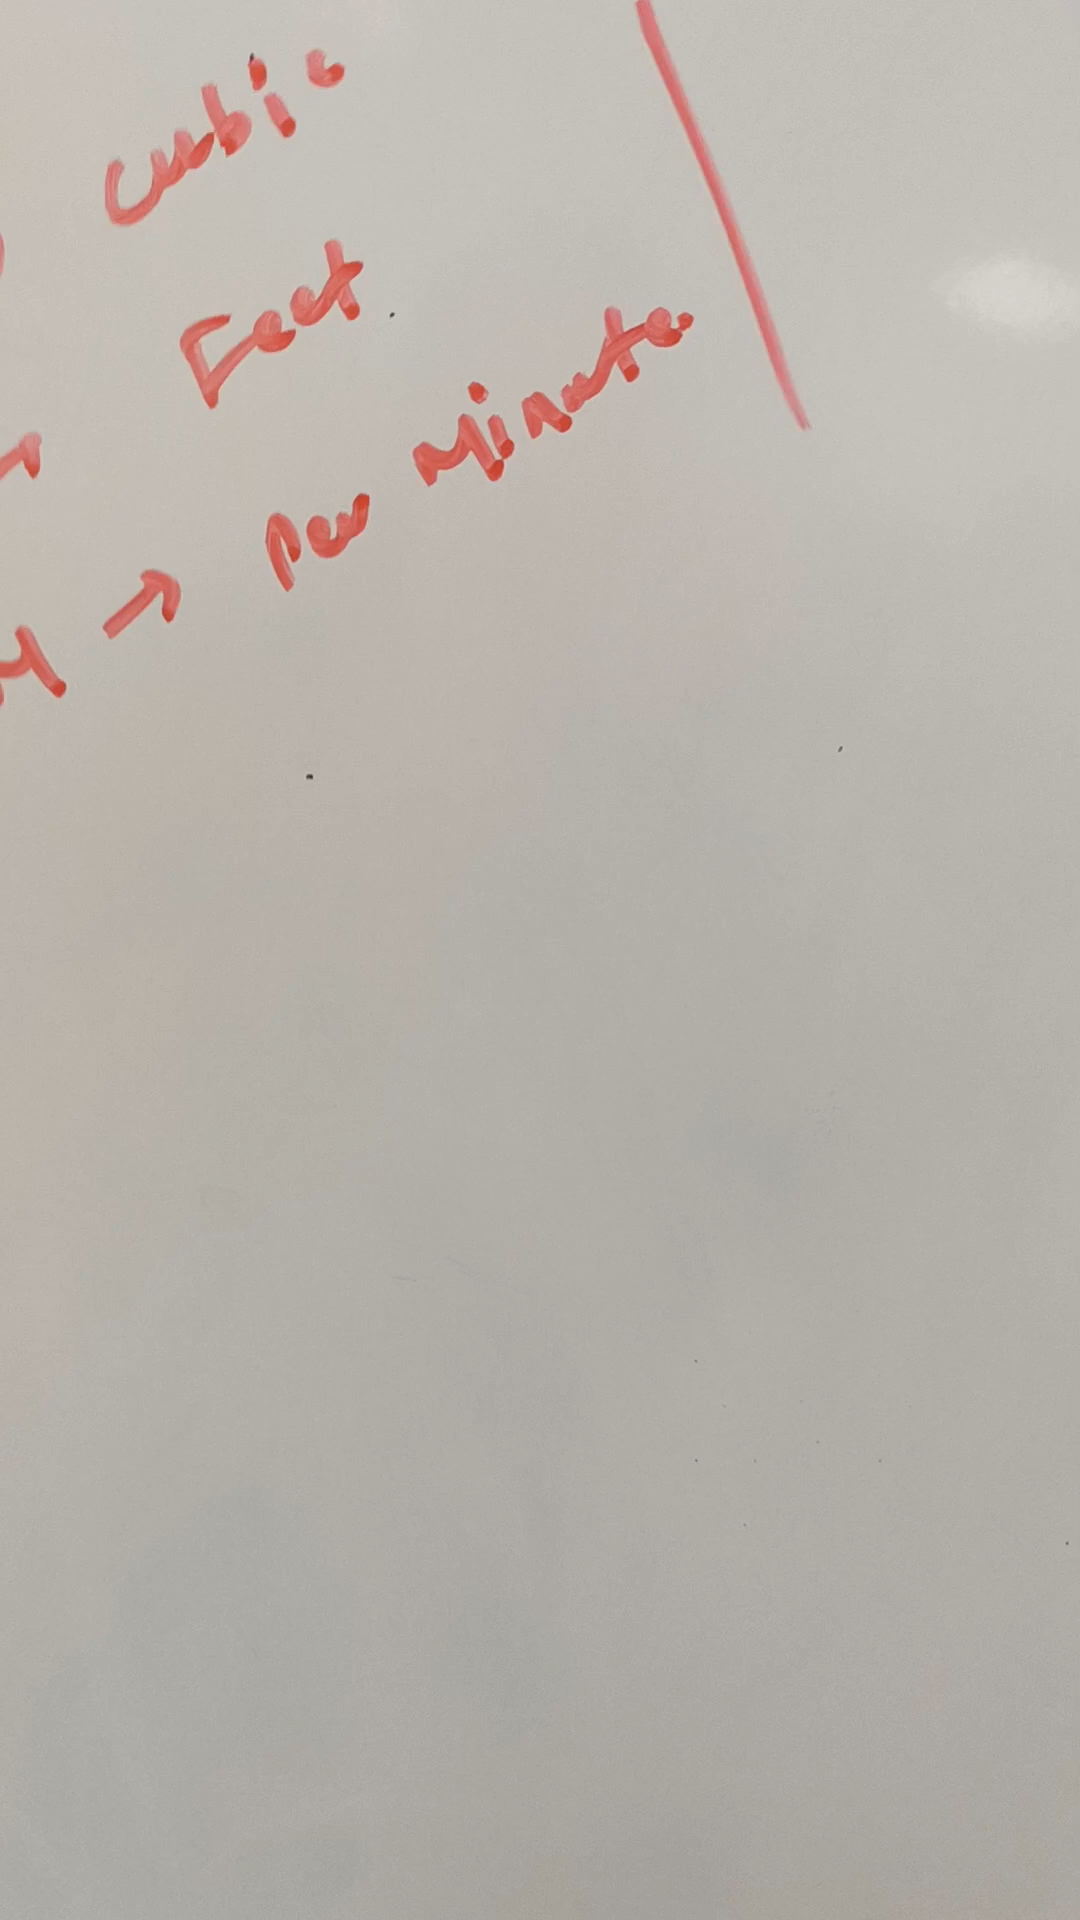 Cubic
→ Feet
M → Per Minute